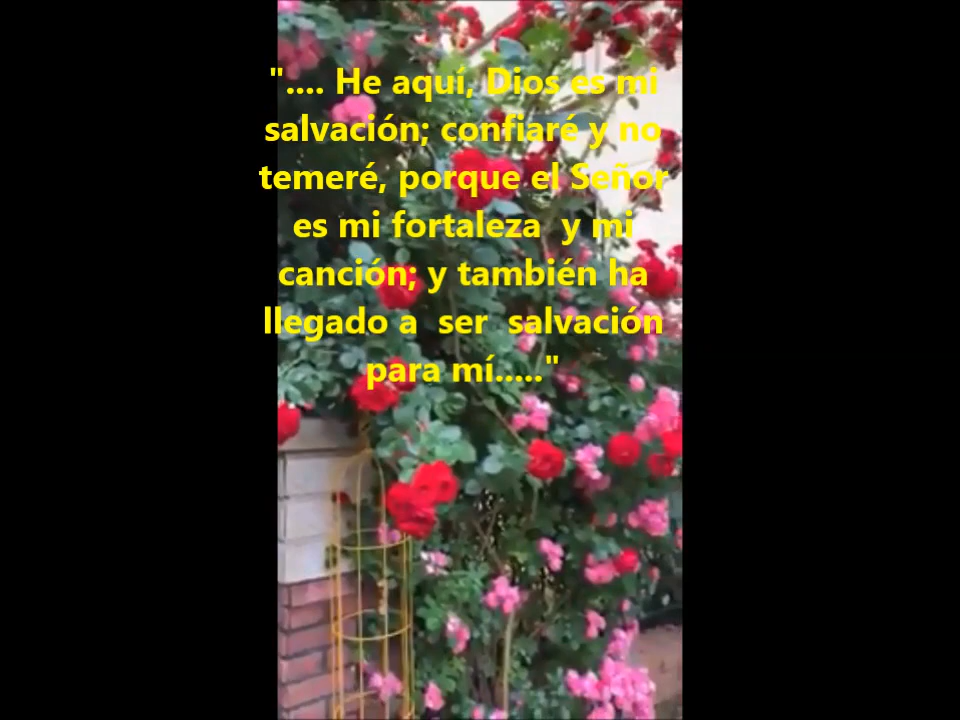 ".... He aquí, Dios es mi
salvación; confiaré y no
temeré, porque el Señor
es mi fortaleza  y mi
canción; y también ha
llegado a  ser  salvación
para mí....."